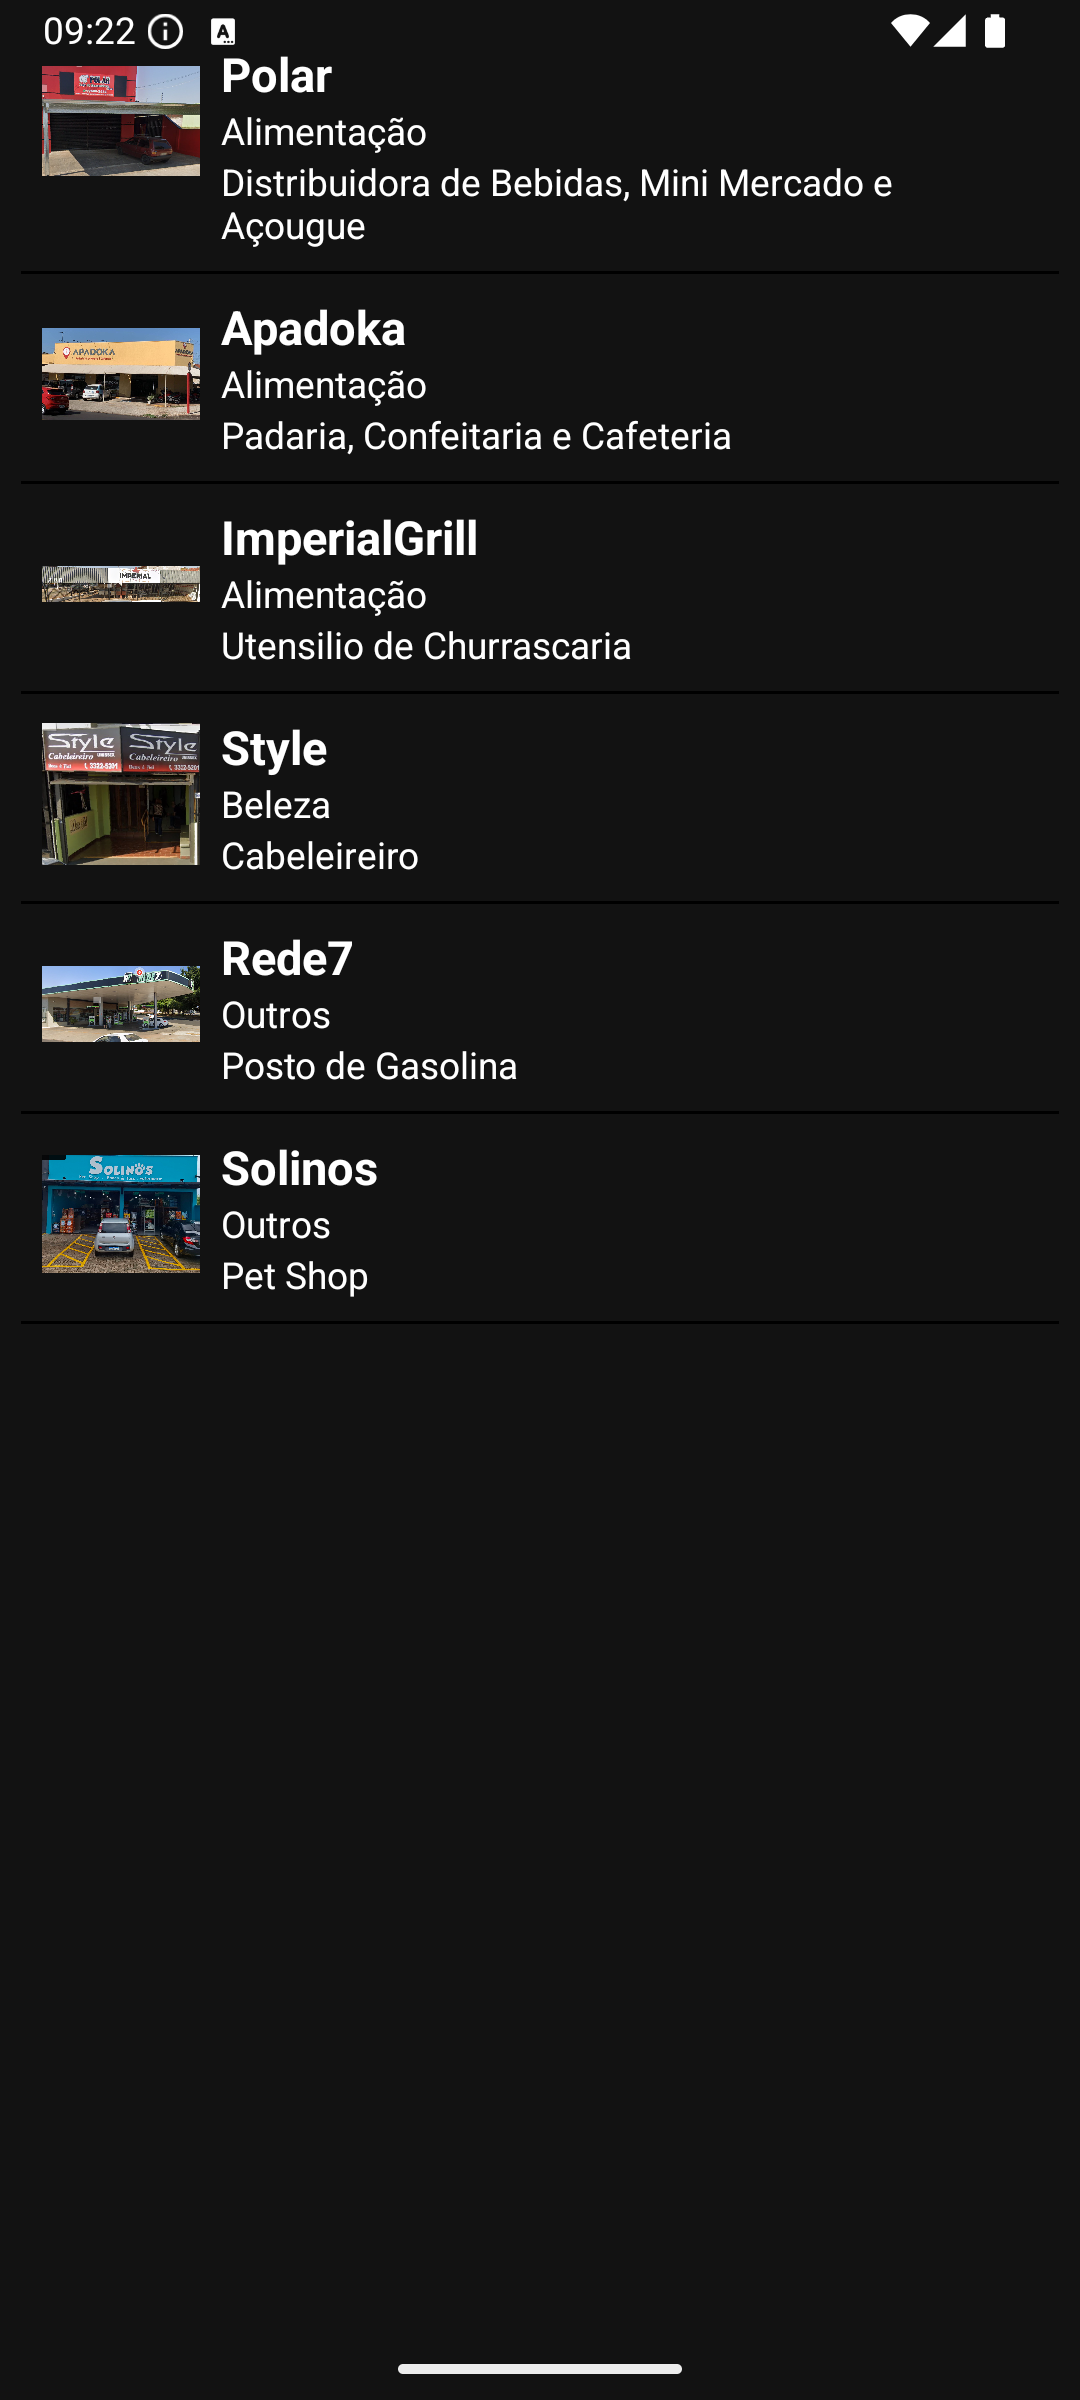 09:22
Polar
Alimentação
Distribuidora de Bebidas, Mini Mercado e
Açougue
APADOKA
Apadoka
Alimentação
Padaria, Confeitaria e Cafeteria
IMPERIAL
ImperialGrill
Alimentação
Utensilio de Churrascaria
Style Style
Cabeleireiro Cabeleireiro
Style
Beleza
Cabeleireiro
Rede7
Outros
Posto de Gasolina
SOLINOS
Solinos
Outros
Pet Shop